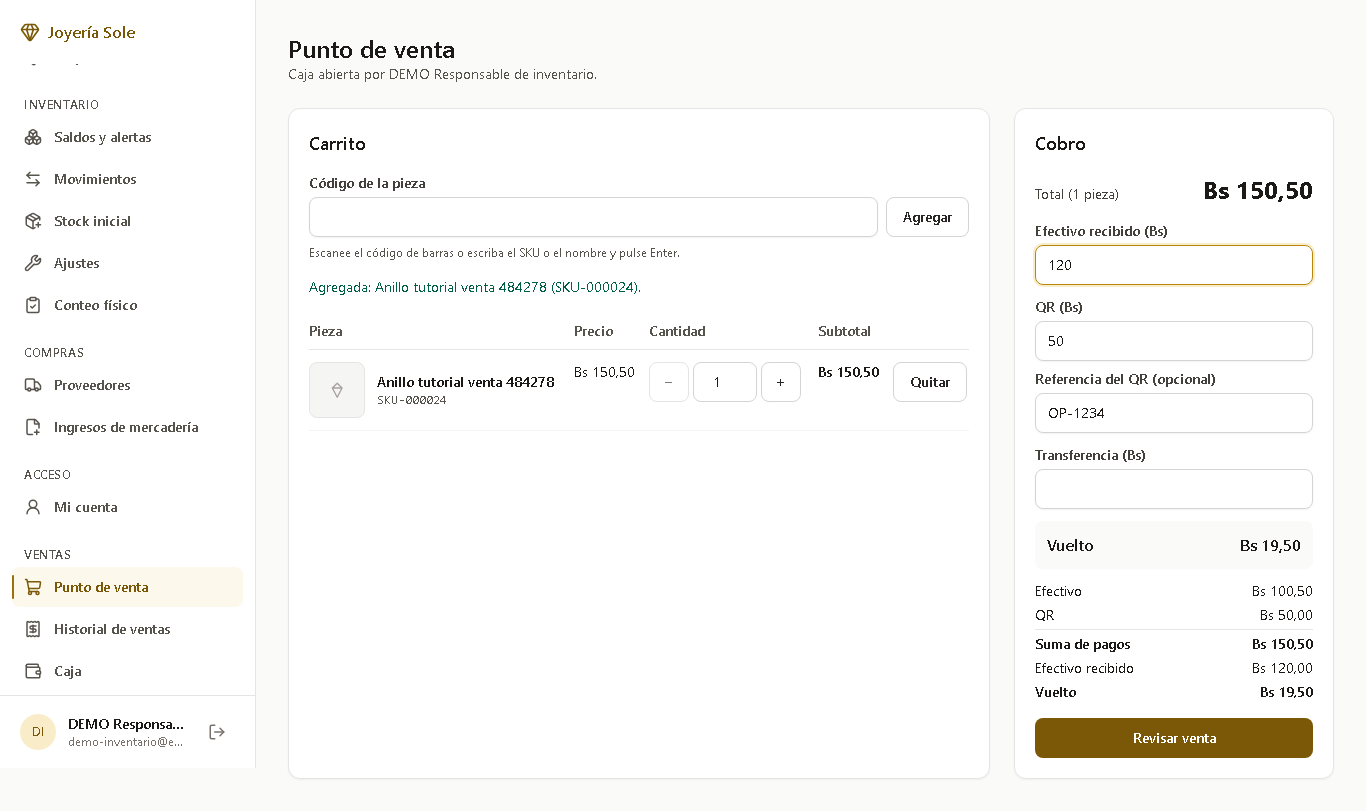 Joyería Sole
INVENTARIO
Saldos y alertas
Movimientos
Stock inicial
Ajustes
Conteo físico
COMPRAS
Proveedores
Ingresos de mercadería
ACCESO
Mi cuenta
VENTAS
Punto de venta
Historial de ventas
Caja
DI
DEMO Responsa...
demo-inventario@e...
Punto de venta
Caja abierta por DEMO Responsable de inventario.
Carrito
Código de la pieza
Agregar
Escanee el código de barras o escriba el SKU o el nombre y pulse Enter.
Agregada: Anillo tutorial venta 484278 (SKU-000024).
Pieza Precio Cantidad Subtotal
Anillo tutorial venta 484278 Bs 150,50 − 1 + Bs 150,50 Quitar
SKU-000024
Cobro
Total (1 pieza) Bs 150,50
Efectivo recibido (Bs)
120
QR (Bs)
50
Referencia del QR (opcional)
OP-1234
Transferencia (Bs)
Vuelto Bs 19,50
Efectivo Bs 100,50
QR Bs 50,00
Suma de pagos Bs 150,50
Efectivo recibido Bs 120,00
Vuelto Bs 19,50
Revisar venta